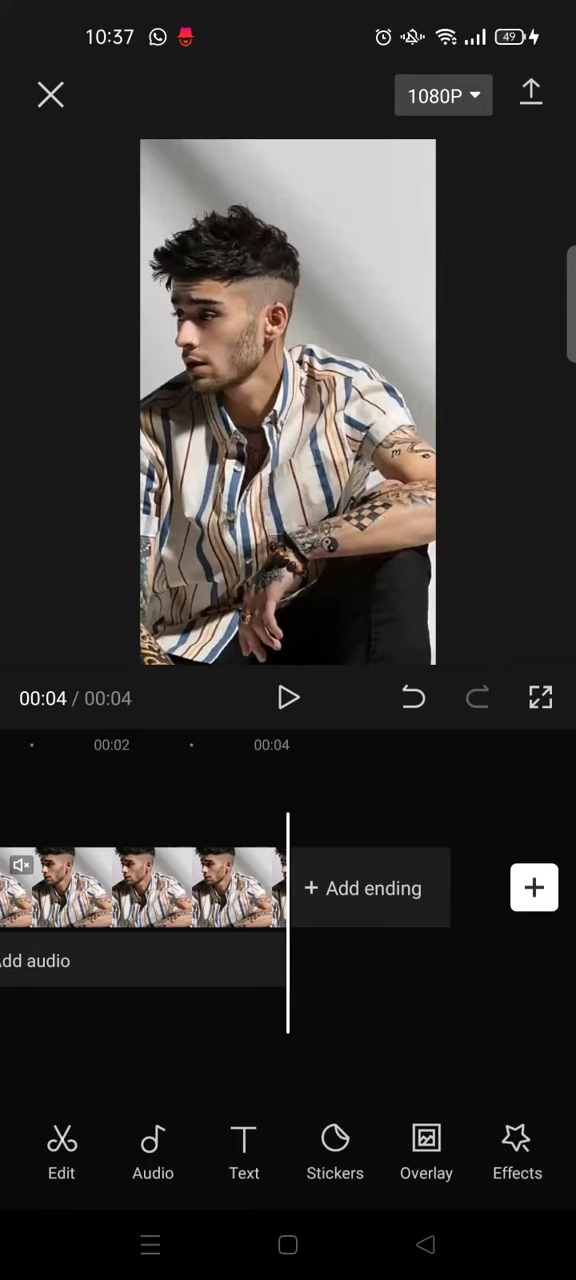 10:37 49
1080P
00:04 / 00:04
00:02 00:04
+ Add ending
dd audio
Edit Audio Text Stickers Overlay Effects